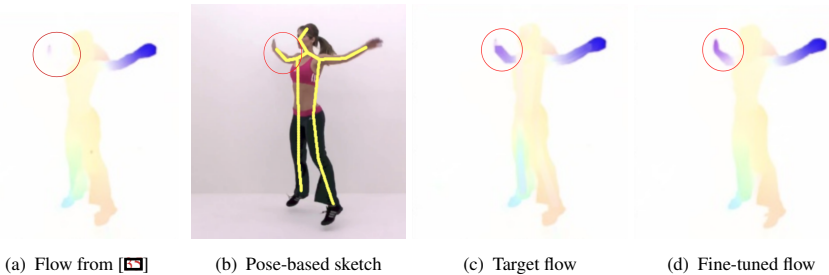 (a) Flow from []
(b) Pose-based sketch
(c) Target flow
(d) Fine-tuned flow